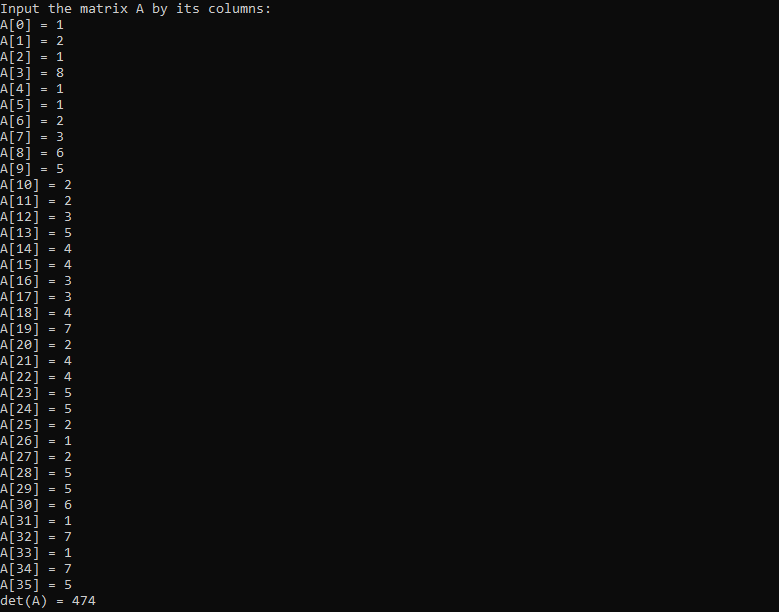 Input the matrix A by its columns:
A[0] = 1
A[1] = 2
A[2] = 1
A[3] = 8
A[4] = 1
A[5] = 1
A[6] = 2
A[7] = 3
A[8] = 6
A[9] = 5
A[10] = 2
A[11] = 2
A[12] = 3
A[13] = 5
A[14] = 4
A[15] = 4
A[16] = 3
A[17] = 3
A[18] = 4
A[19] = 7
A[20] = 2
A[21] = 4
A[22] = 4
A[23] = 5
A[24] = 5
A[25] = 2
A[26] = 1
A[27] = 2
A[28] = 5
A[29] = 5
A[30] = 6
A[31] = 1
A[32] = 7
A[33] = 1
A[34] = 7
A[35] = 5
det(A) = 474